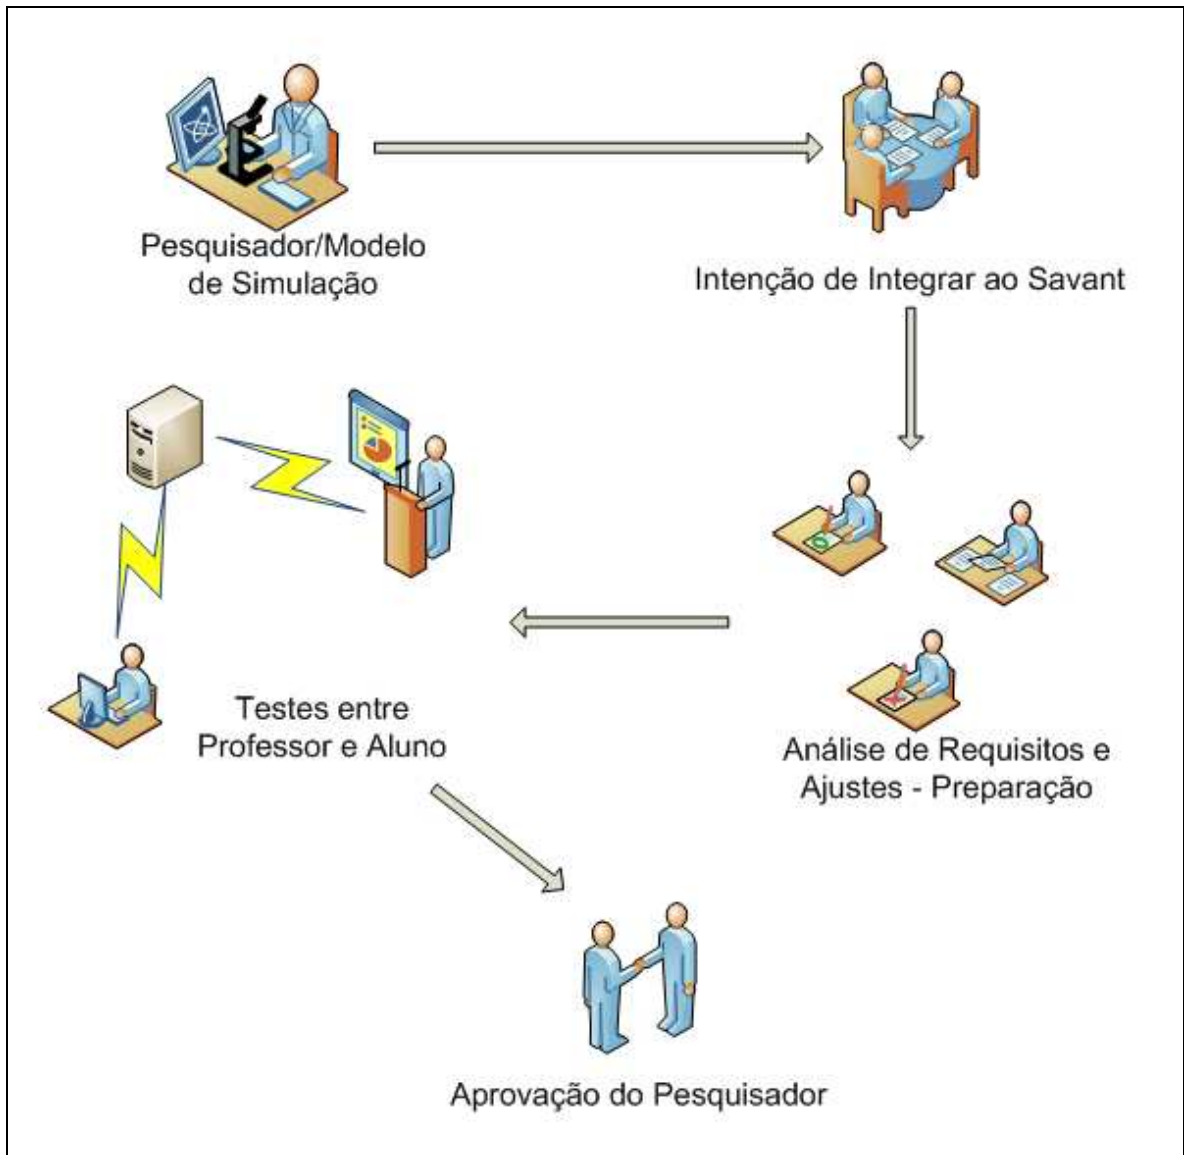 Pesquisador/Modelo
de Simulação
Intenção de Integrar ao Savant
Análise de Requisitos e
Ajustes - Preparação
Testes entre
Professor e Aluno
Aprovação do Pesquisador